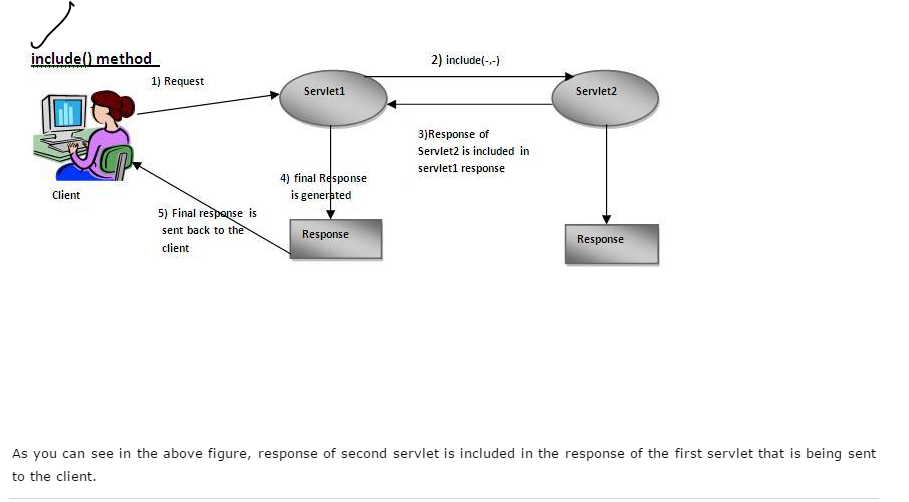 include() method
1) Request
2) include(-,-)
Servlet1
Servlet2
3)Response of
Servlet2 is included in
servlet1 response
4) final Response
is generated
Client
5) Final response is
sent back to the
client
Response
Response
As you can see in the above figure, response of second servlet is included in the response of the first servlet that is being sent
to the client.